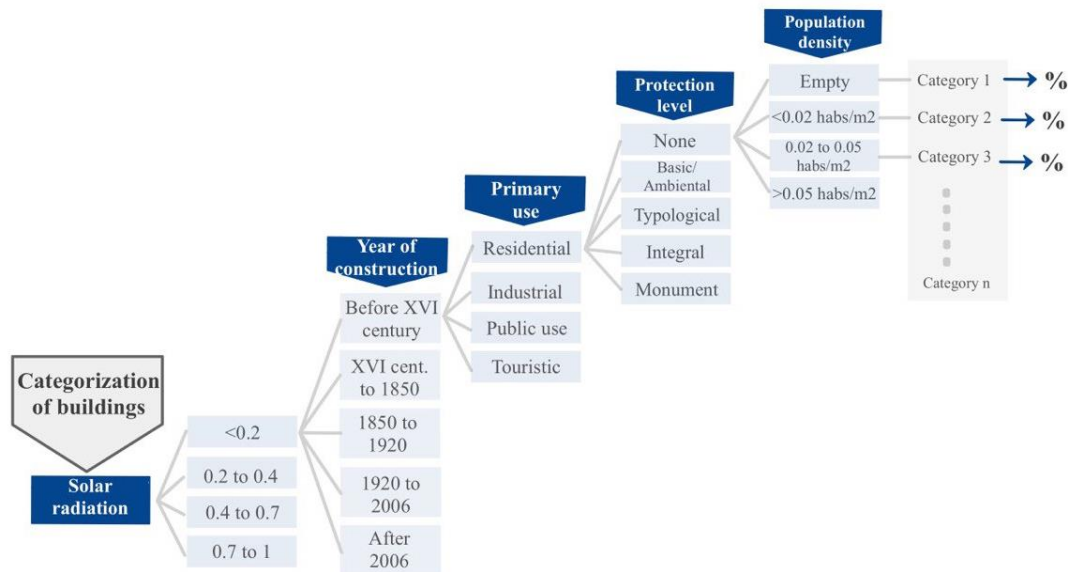 Categorization
of buildings
Solar
radiation
<0.2
0.2 to 0.4
0.4 to 0.7
0.7 to 1
Year of
construction
Before XVI
century
XVI cent.
to 1850
1850 to
1920
1920 to
2006
After
2006
Primary
use
Residential
Industrial
Public use
Touristic
Protection
level
None
Basic/
Ambiental
Typological
Integral
Monument
Population
density
Empty
<0.02 habs/m2
0.02 to 0.05
habs/m2
>0.05 habs/m2
Category 1
%
Category 2
%
Category 3
%
Category n